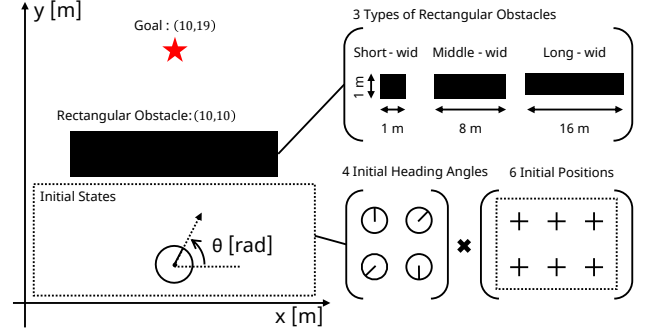 y [m]
Goal : (10,19)
Rectangular Obstacle:(10,10)
Initial States
θ [rad]
x [m]
3 Types of Rectangular Obstacles
Short - wid Middle - wid Long - wid
1 m
1 m 8 m 16 m
4 Initial Heading Angles 6 Initial Positions